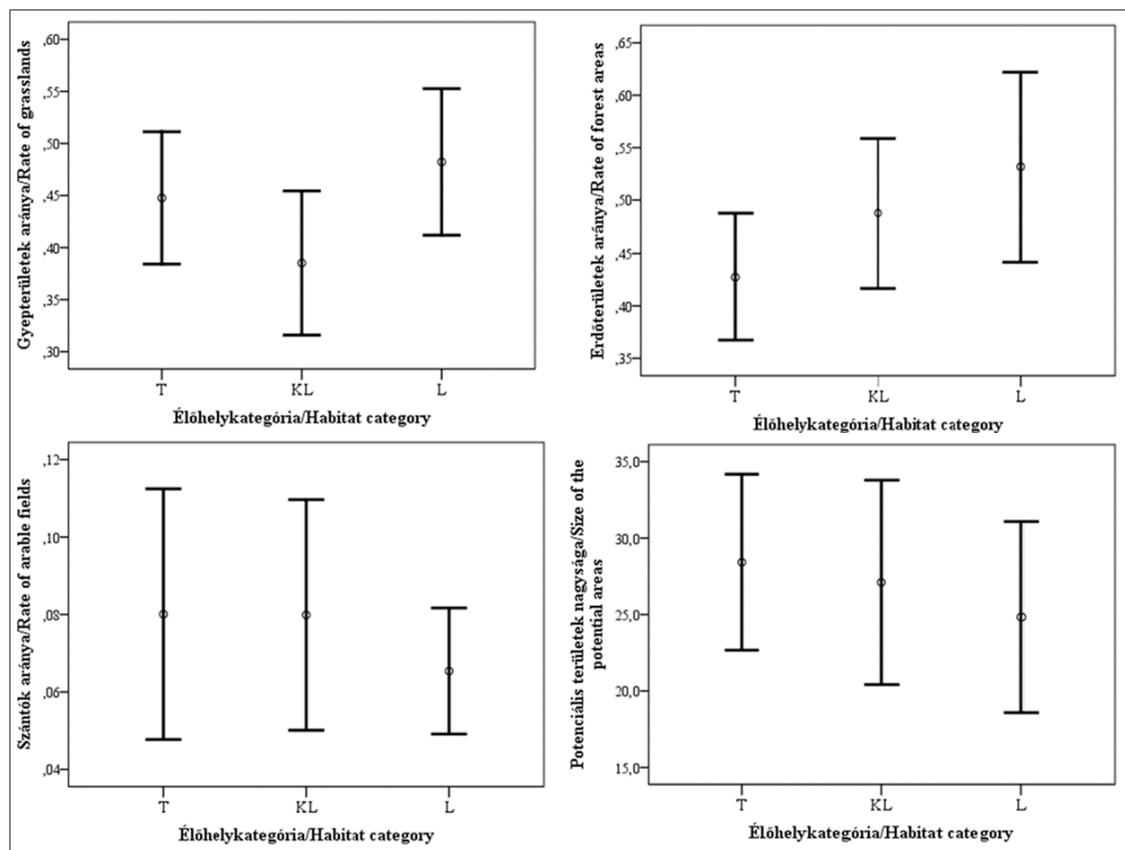 Gyepterületek aránya/Rate of grasslands
,60
,55
,50
,45
,40
,35
,30
T KL L
Élőhelykategória/Habitat category
Erdőterületek aránya/Rate of forest areas
,65
,60
,55
,50
,45
,40
,35
T KL L
Élőhelykategória/Habitat category
Szántók aránya/Rate of arable fields
,12
,10
,08
,06
,04
T KL L
Élőhelykategória/Habitat category
Potenciális területek nagysága/Size of the
potential areas
35,0
30,0
25,0
20,0
15,0
T KL L
Élőhelykategória/Habitat category